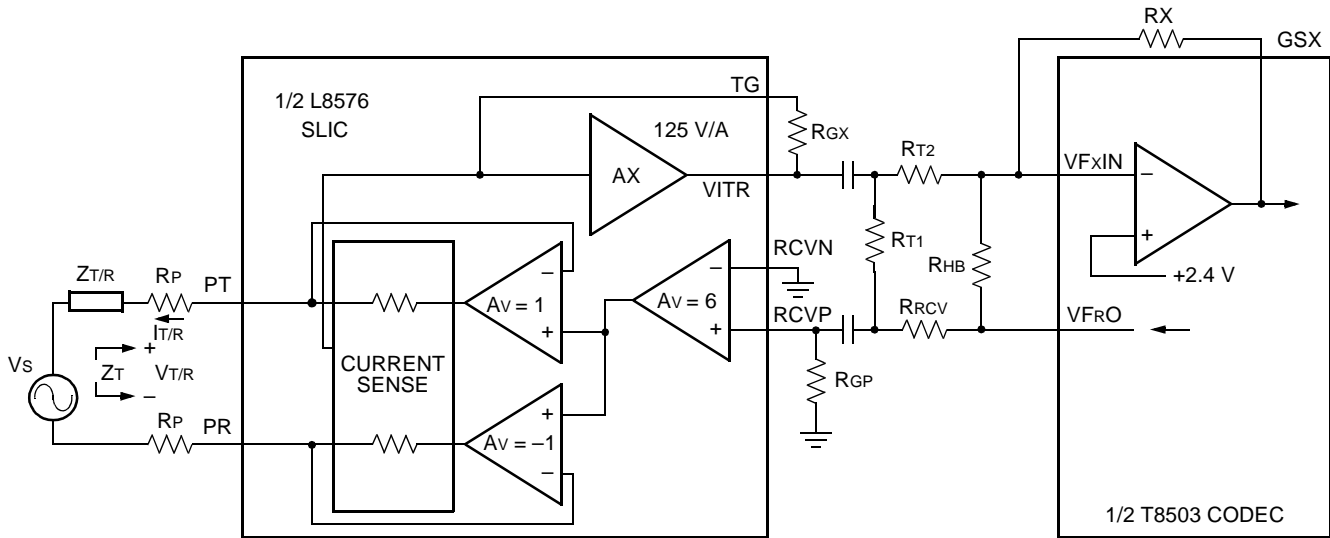 RX
GSX
TG
1/2 L8576
SLIC
125 V/A
RGX
RT2
VFXIN
AX
VITR
−
+
+2.4 V
RT1
RHB
RCVN
−
AV = 6
+
RCVP
RRCV
VFRO
ZT/R
RP
PT
−
AV = 1
+
IT/R
VS
ZT
+
VT/R
−
CURRENT
SENSE
RGP
RP
PR
+
AV = –1
−
1/2 T8503 CODEC